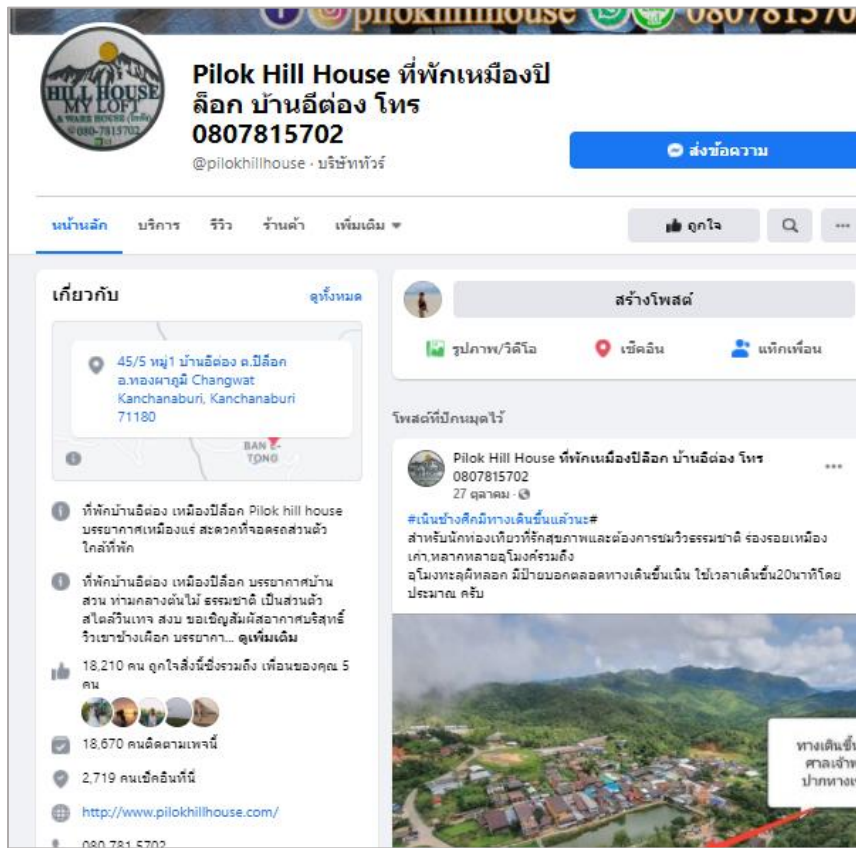 pilokhillhouse
Pilok Hill House ที่พักเหมืองปิ
ล็อก บ้านอีต่อง โทร
0807815702
@pilokhillhouse · บริษัททัวร์
HILL HOUSE
MY LOFT
& WARE HOUSE
080-7815702
ส่งข้อความ
หน้าหลัก
บริการ
รีวิว
ร้านค้า
เพิ่มเติม
ถูกใจ
เกี่ยวกับ
ดูทั้งหมด
45/5 หมู่1 บ้านอีต่อง ต.ปิล๊อก
อ.ทองผาภูมิ Changwat
Kanchanaburi, Kanchanaburi
71180
BAN E-
TONG
ที่พักบ้านอีต่อง เหมืองปิล็อก Pilok hill house
บรรยากาศเหมืองแร่ สะดวกที่จอดรถส่วนตัว
ใกล้ที่พัก
ที่พักบ้านอีต่อง เหมืองปิล็อก บรรยากาศบ้าน
สวน ท่ามกลางต้นไม้ ธรรมชาติ เป็นส่วนตัว
สไตล์วินเทจ สงบ ขอเชิญสัมผัสอากาศบริสุทธิ์
วิวเขาช้างเผือก บรรยากา... ดูเพิ่มเติม
18,210 คน ถูกใจสิ่งนี้ซึ่งรวมถึง เพื่อนของคุณ 5
คน
18,670 คนติดตามเพจนี้
2,719 คนเช็คอินที่นี่
http://www.pilokhillhouse.com/
080 781 5702
สร้างโพสต์
รูปภาพ/วิดีโอ
เช็คอิน
แท็กเพื่อน
โพสต์ที่ปักหมุดไว้
Pilok Hill House ที่พักเหมืองปิล็อก บ้านอีต่อง โทร
0807815702
27 ตุลาคม ·
#เนินช้างศึกมีทางเดินขึ้นแล้วนะ#
สำหรับนักท่องเที่ยวที่รักสุขภาพและต้องการชมวิวธรรมชาติ ร่องรอยเหมือง
เก่า,หลากหลายอุโมงค์รวมถึง
อุโมงทะลุผีหลอก มีป้ายบอกตลอดทางเดินขึ้นเนิน ใช้เวลาเดินขึ้น20นาทีโดย
ประมาณ ครับ
ทางเดินขึ้น
ศาลเจ้าพ